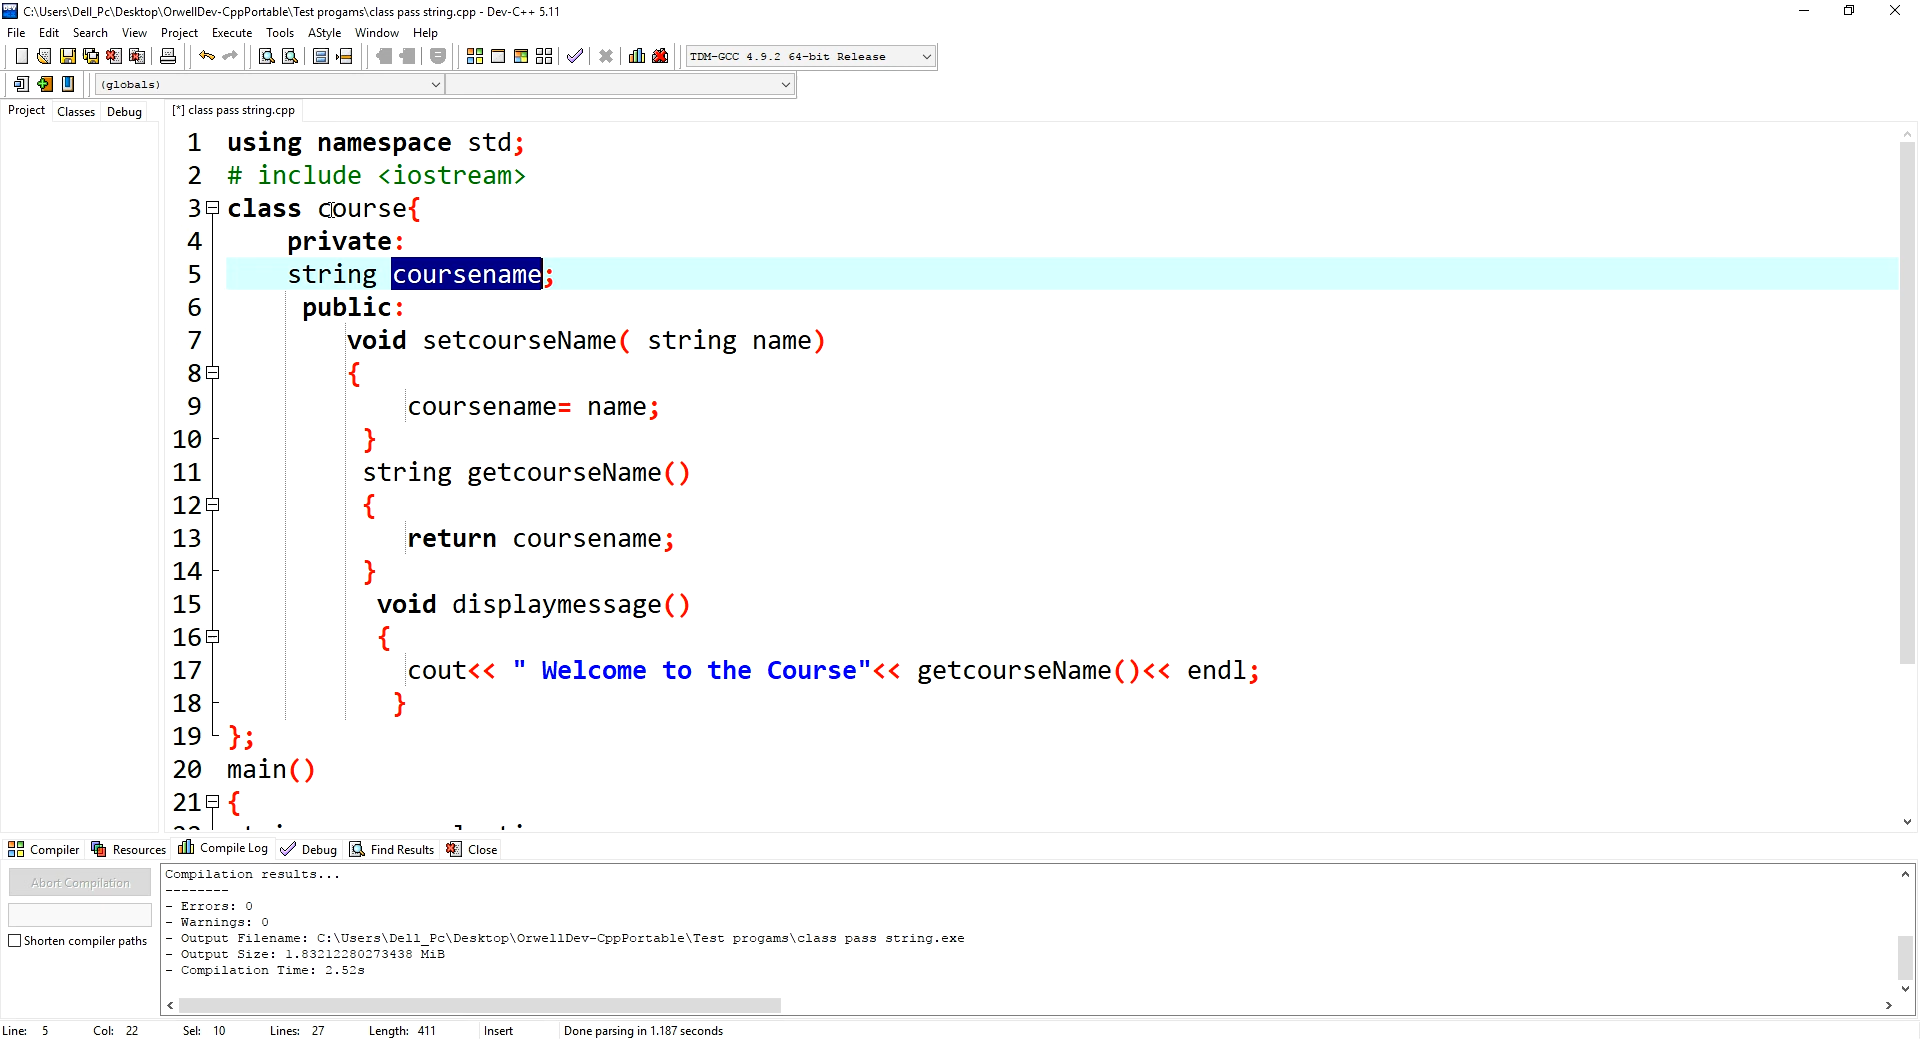 C:\Users\Dell_Pc\Desktop\OrwellDev-CppPortable\Test progams\class pass string.cpp - Dev-C++ 5.11
File Edit Search View Project Execute Tools AStyle Window Help
TDM-GCC 4.9.2 64-bit Release
(globals)
Project Classes Debug [*] class pass string.cpp
1 using namespace std;
2 # include <iostream>
3 class course{
4 private:
5 string coursename;
6 public:
7 void setcourseName( string name)
8 {
9 coursename= name;
10 }
11 string getcourseName()
12 {
13 return coursename;
14 }
15 void displaymessage()
16 {
17 cout<< " Welcome to the Course"<< getcourseName()<< endl;
18 }
19 };
20 main()
21 {
Compiler Resources Compile Log Debug Find Results Close
Abort Compilation
Shorten compiler paths
Compilation results...
--------
- Errors: 0
- Warnings: 0
- Output Filename: C:\Users\Dell_Pc\Desktop\OrwellDev-CppPortable\Test progams\class pass string.exe
- Output Size: 1.83212280273438 MiB
- Compilation Time: 2.52s
Line: 5 Col: 22 Sel: 10 Lines: 27 Length: 411 Insert Done parsing in 1.187 seconds